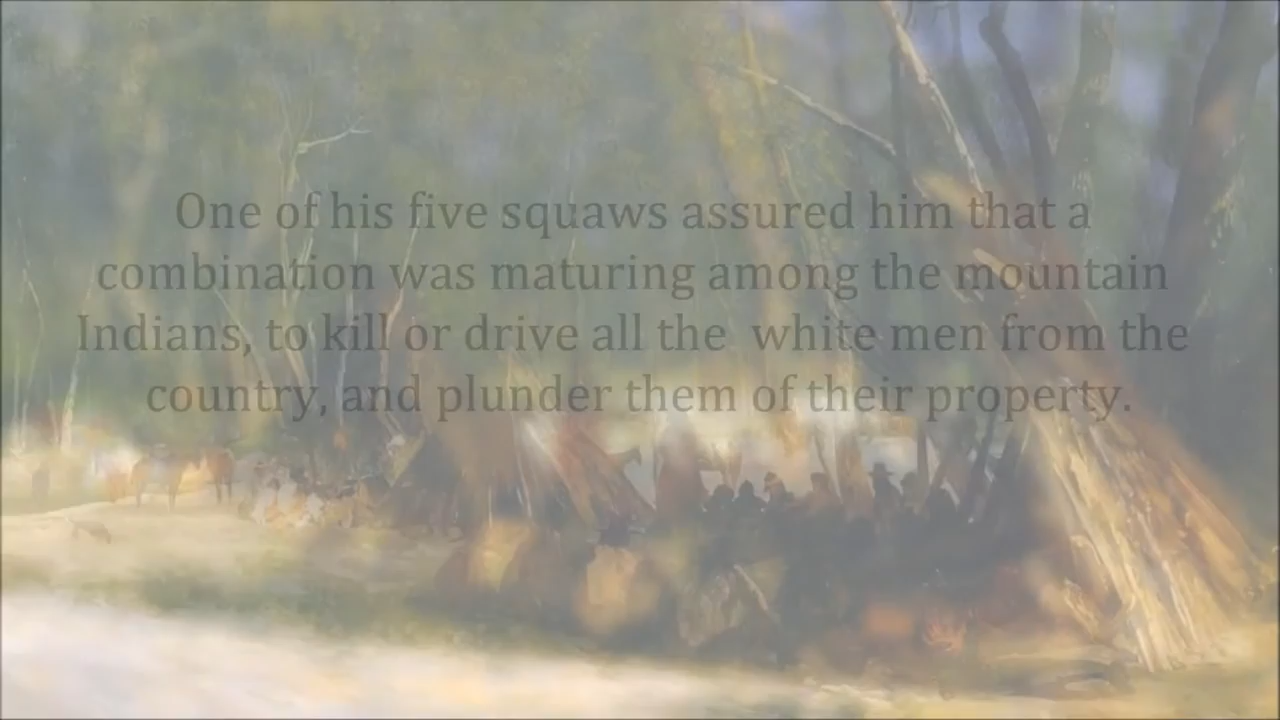 One of his five squaws assured him that a
combination was maturing among the mountain
Indians, to kill or drive all the  white men from the
country, and plunder them of their property.